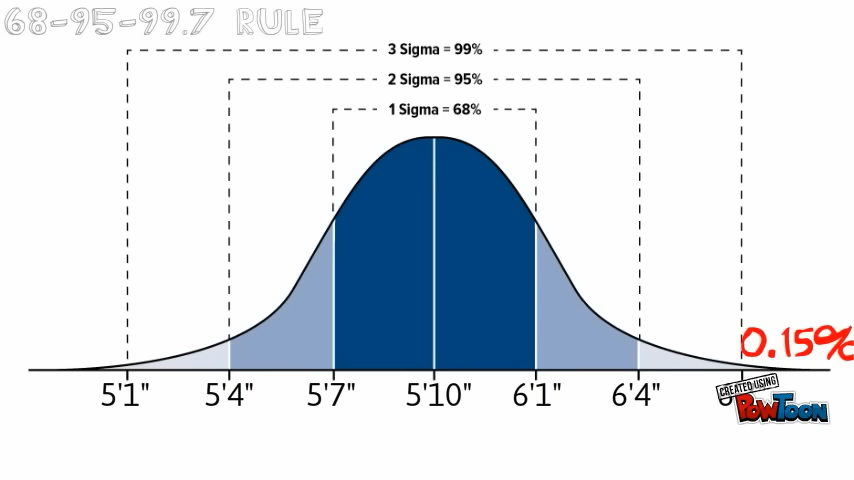 68-95-99.7 RULE
3 Sigma = 99%
2 Sigma = 95%
1 Sigma = 68%
0.15%
5'1" 5'4" 5'7" 5'10" 6'1" 6'4"
CREATED USING
POWTOON